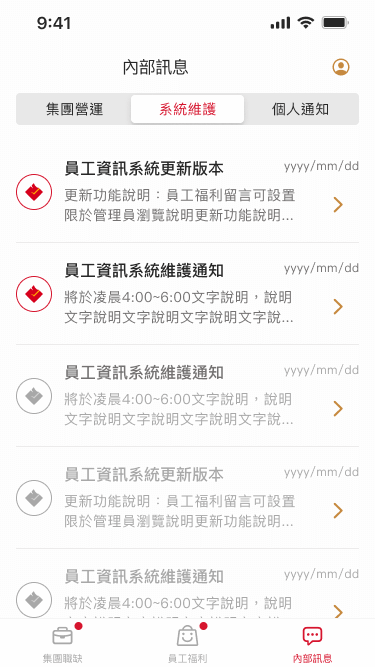 9:41
內部訊息
集團營運
系統維護
個人通知
員工資訊系統更新版本
yyyy/mm/dd
更新功能說明：員工福利留言可設置
限於管理員瀏覽說明更新功能說明...
員工資訊系統維護通知
yyyy/mm/dd
將於凌晨4:00~6:00文字說明，說明
文字說明文字說明文字說明文字說...
員工資訊系統維護通知
yyyy/mm/dd
將於凌晨4:00~6:00文字說明，說明
文字說明文字說明文字說明文字說...
員工資訊系統更新版本
yyyy/mm/dd
更新功能說明：員工福利留言可設置
限於管理員瀏覽說明更新功能說明...
員工資訊系統維護通知
yyyy/mm/dd
將於凌晨4:00~6:00文字說明，說明
集團職缺
員工福利
內部訊息